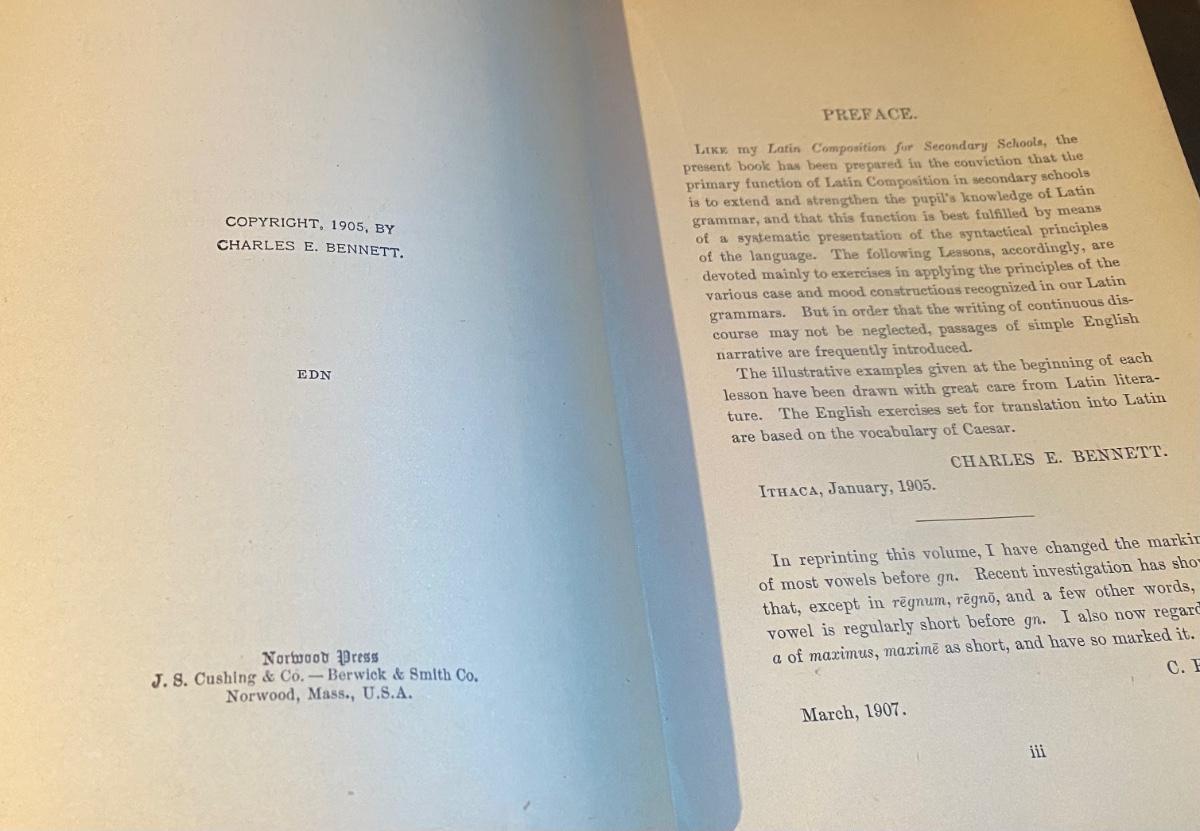 COPYRIGHT, 1905, BY
CHARLES E. BENNETT.
EDN
Norwood Press
J. S. Cushing & Co. — Berwick & Smith Co.
Norwood, Mass., U.S.A.
PREFACE.
LIKE my Latin Composition for Secondary Schools, the
present book has been prepared in the conviction that the
primary function of Latin Composition in secondary schools
is to extend and strengthen the pupil's knowledge of Latin
grammar, and that this function is best fulfilled by means
of a systematic presentation of the syntactical principles
of the language. The following Lessons, accordingly, are
devoted mainly to exercises in applying the principles of the
various case and mood constructions recognized in our Latin
grammars. But in order that the writing of continuous dis-
course may not be neglected, passages of simple English
narrative are frequently introduced.
The illustrative examples given at the beginning of each
lesson have been drawn with great care from Latin litera-
ture. The English exercises set for translation into Latin
are based on the vocabulary of Caesar.
CHARLES E. BENNETT.
ITHACA, January, 1905.
In reprinting this volume, I have changed the
of most vowels before gn. Recent investigation has
that, except in rēgnum, rēgnō, and a few other words,
vowel is regularly short before gn. I also now
a of maximus, maximē as short, and have so marked it.
C.
March, 1907.
iii